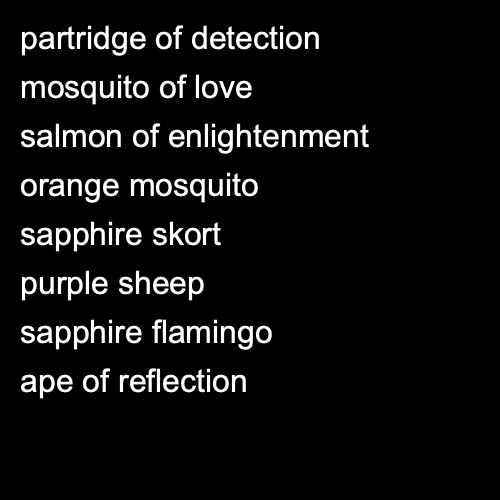 partridge of detection
mosquito of love
salmon of enlightenment
orange mosquito
sapphire skort
purple sheep
sapphire flamingo
ape of reflection